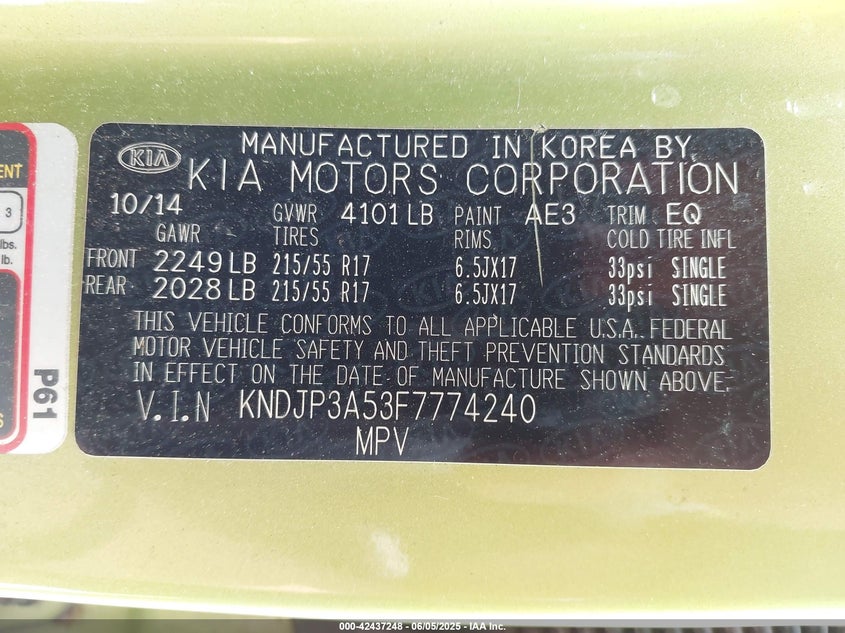 MANUFACTURED IN KOREA BY
KIA KIA MOTORS CORPORATION
10/14 GVWR 4101 LB PAINT AE3 TRIM EQ
GAWR TIRES RIMS COLD TIRE INFL
FRONT 2249 LB 215/55 R17 6.5JX17 33psi SINGLE
REAR 2028 LB 215/55 R17 6.5JX17 33psi SINGLE
THIS VEHICLE CONFORMS TO ALL APPLICABLE U.S.A. FEDERAL
MOTOR VEHICLE SAFETY AND THEFT PREVENTION STANDARDS
IN EFFECT ON THE DATE OF MANUFACTURE SHOWN ABOVE.
V.I.N KNDJP3A53F7774240
MPV
3
lbs.
lb.
P61
000-42437248 - 06/05/2025 - IAA Inc.